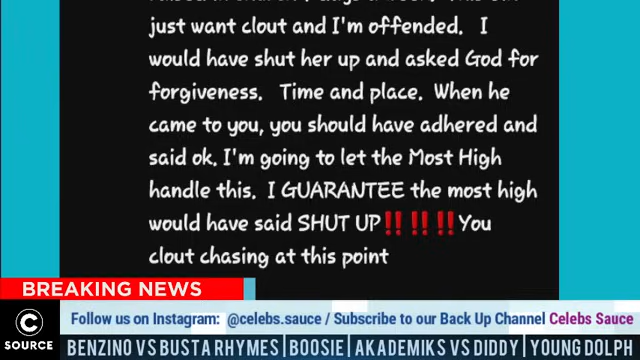 just want clout and I'm offended. I
would have shut her up and asked God for
forgiveness. Time and place. When he
came to you, you should have adhered and
said ok. I'm going to let the Most High
handle this. I GUARANTEE the most high
would have said SHUT UP‼️‼️‼️You
clout chasing at this point
BREAKING NEWS
Follow us on Instagram: @celebs.sauce / Subscribe to our Back Up Channel Celebs Sauce
C
SOURCE
BENZINO VS BUSTA RHYMES | BOOSIE | AKADEMIKS VS DIDDY | YOUNG DOLPH